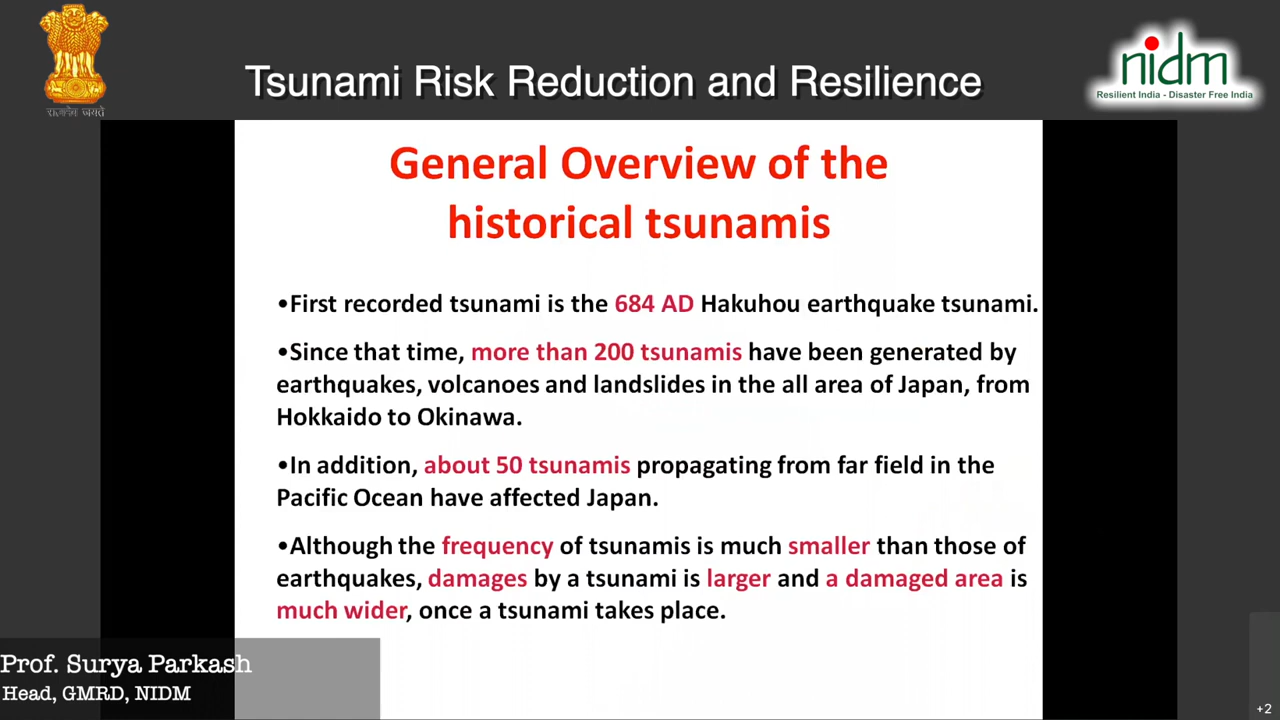 सत्यमेव जयते
Tsunami Risk Reduction and Resilience
nidm
Resilient India - Disaster Free India
General Overview of the
historical tsunamis
•First recorded tsunami is the 684 AD Hakuhou earthquake tsunami.
•Since that time, more than 200 tsunamis have been generated by
earthquakes, volcanoes and landslides in the all area of Japan, from
Hokkaido to Okinawa.
•In addition, about 50 tsunamis propagating from far field in the
Pacific Ocean have affected Japan.
•Although the frequency of tsunamis is much smaller than those of
earthquakes, damages by a tsunami is larger and a damaged area is
much wider, once a tsunami takes place.
Prof. Surya Parkash
Head, GMRD, NIDM
+2